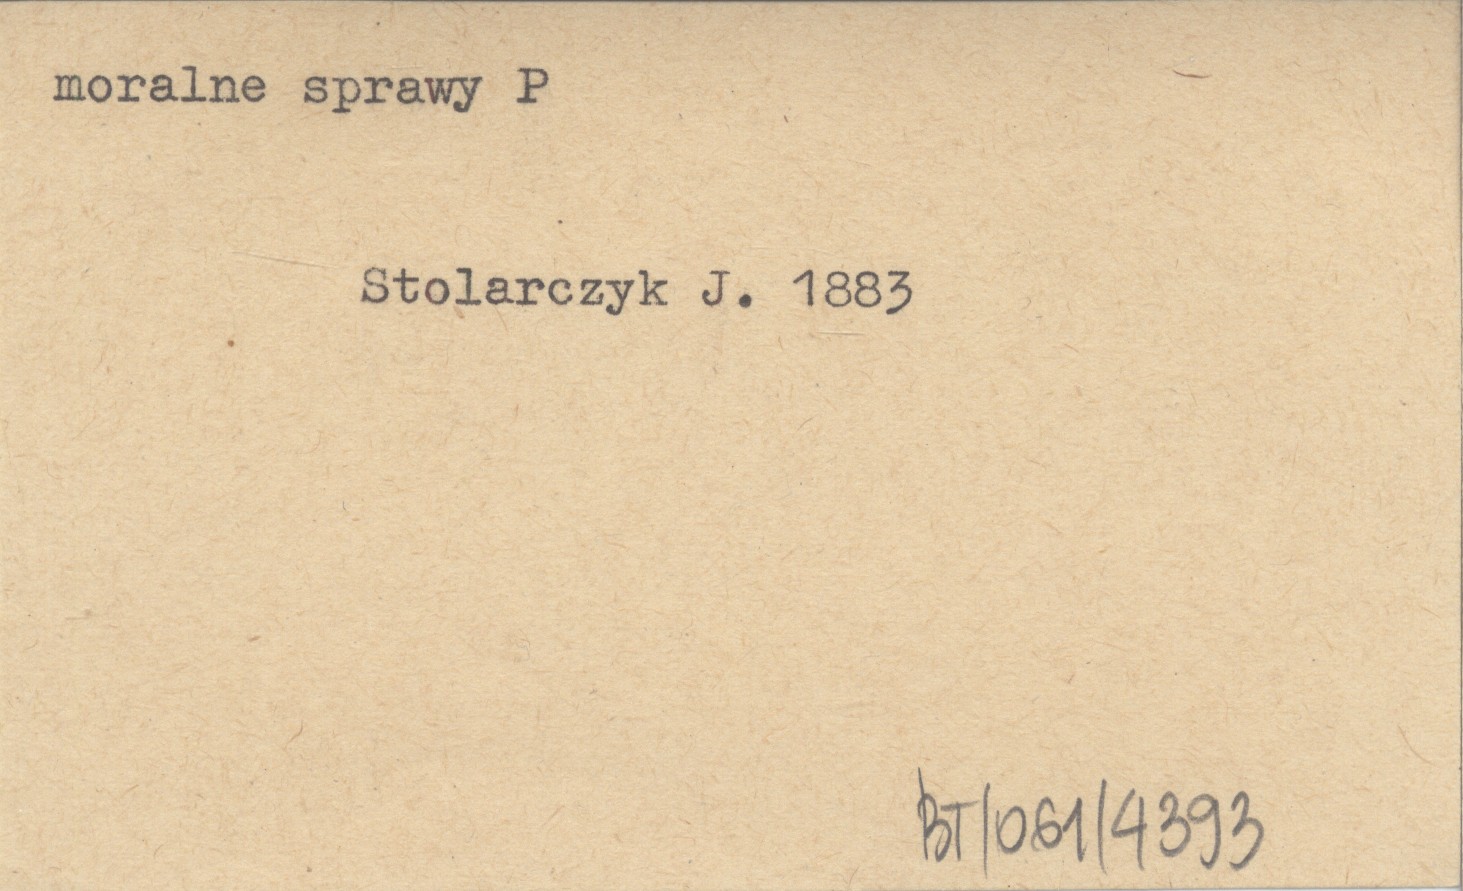 moralne sprawy P
Stolarczyk J. 1883
BT/061/4393